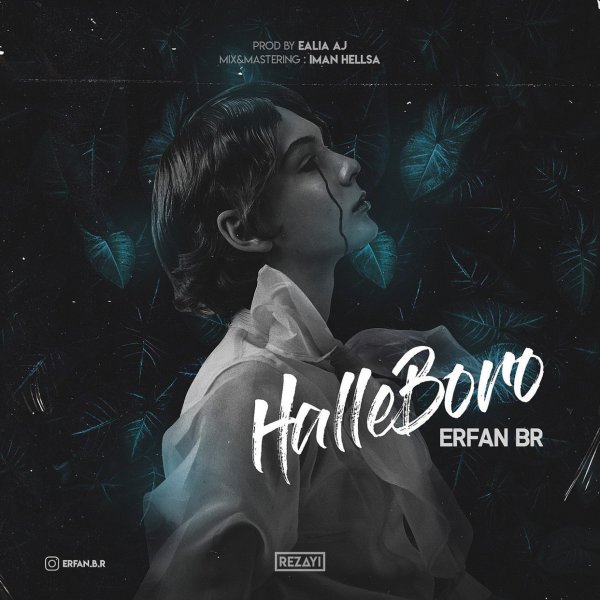 PROD BY EALIA AJ
MIX&MASTERING : IMAN HELLSA
HalleBoro
ERFAN BR
ERFAN.B.R
REZAYI